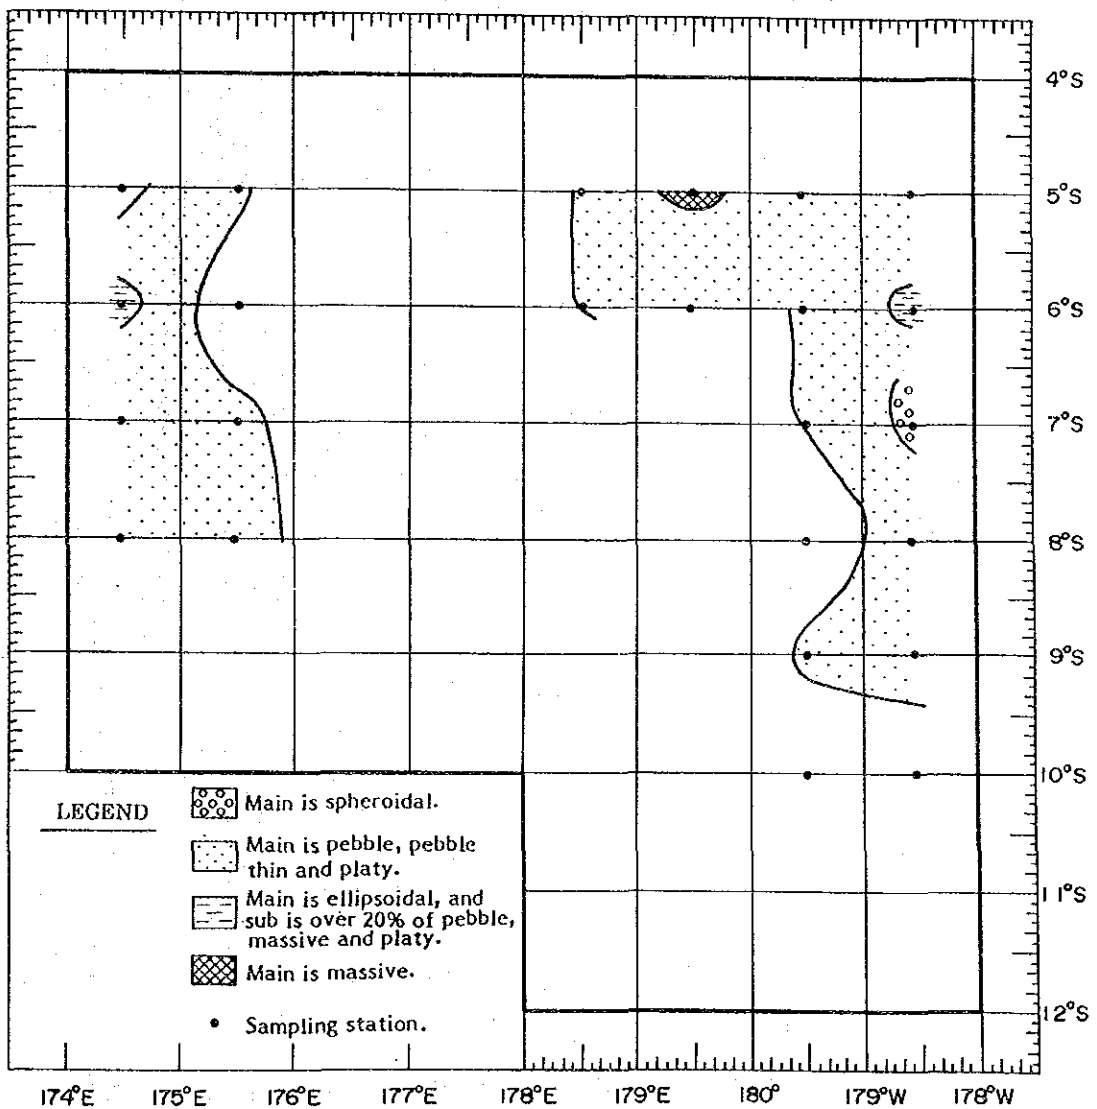 4°S
5°S
6°S
7°S
8°S
9°S
10°S
11°S
12°S
LEGEND
Main is spheroidal.
Main is pebble, pebble
thin and platy.
Main is ellipsoidal, and
sub is over 20% of pebble,
massive and platy.
Main is massive.
Sampling station.
174°E 175°E 176°E 177°E 178°E 179°E 180° 179°W 178°W